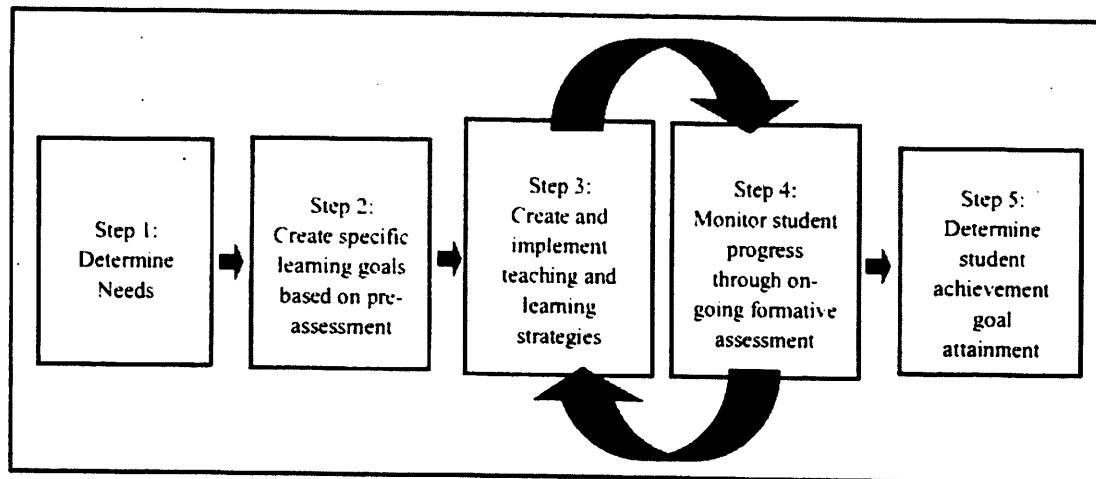 Step 1:
Determine
Needs
Step 2:
Create specific
learning goals
based on pre-
assessment
Step 3:
Create and
implement
teaching and
learning
strategies
Step 4:
Monitor student
progress
through on-
going formative
assessment
Step 5:
Determine
student
achievement
goal
attainment